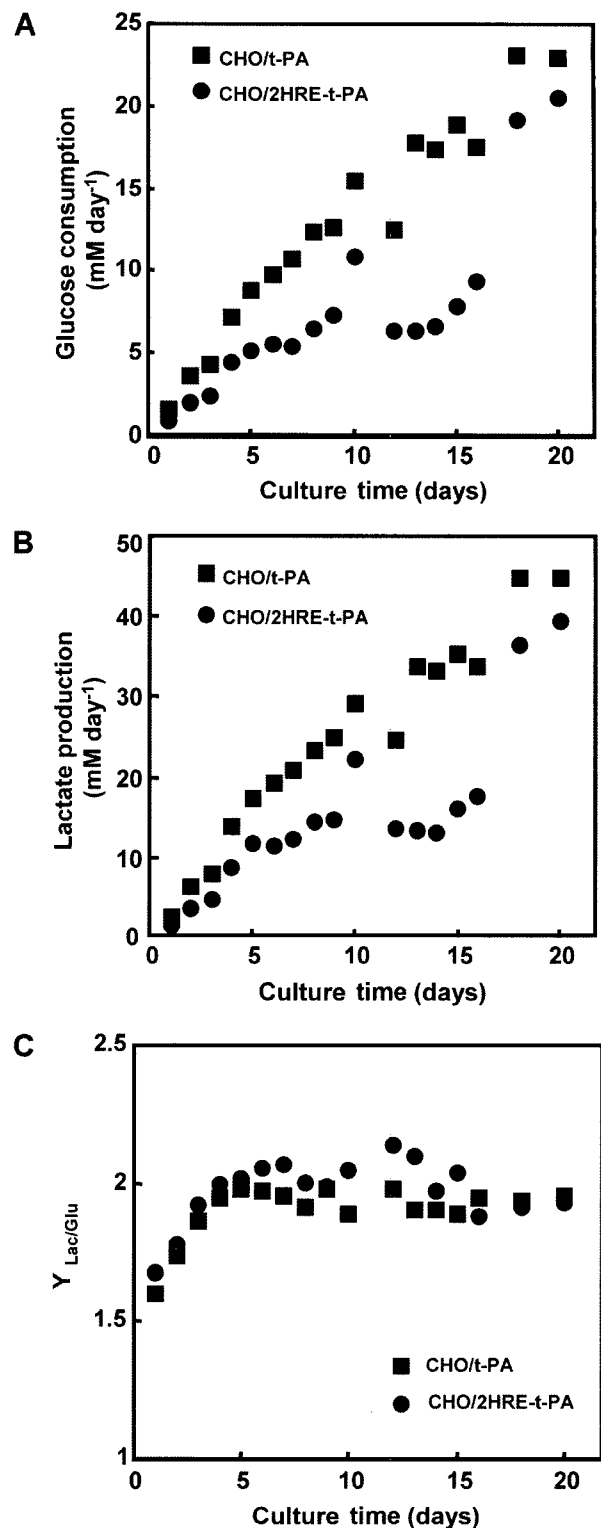 A
25
20
15
10
5
0
Glucose consumption
(mM day-1)
CHO/t-PA
CHO/2HRE-t-PA
0 5 10 15 20
Culture time (days)
B
50
40
30
20
10
0
Lactate production
(mM day-1)
CHO/t-PA
CHO/2HRE-t-PA
0 5 10 15 20
Culture time (days)
C
2.5
2
1.5
1
Y Lac/Glu
CHO/t-PA
CHO/2HRE-t-PA
0 5 10 15 20
Culture time (days)